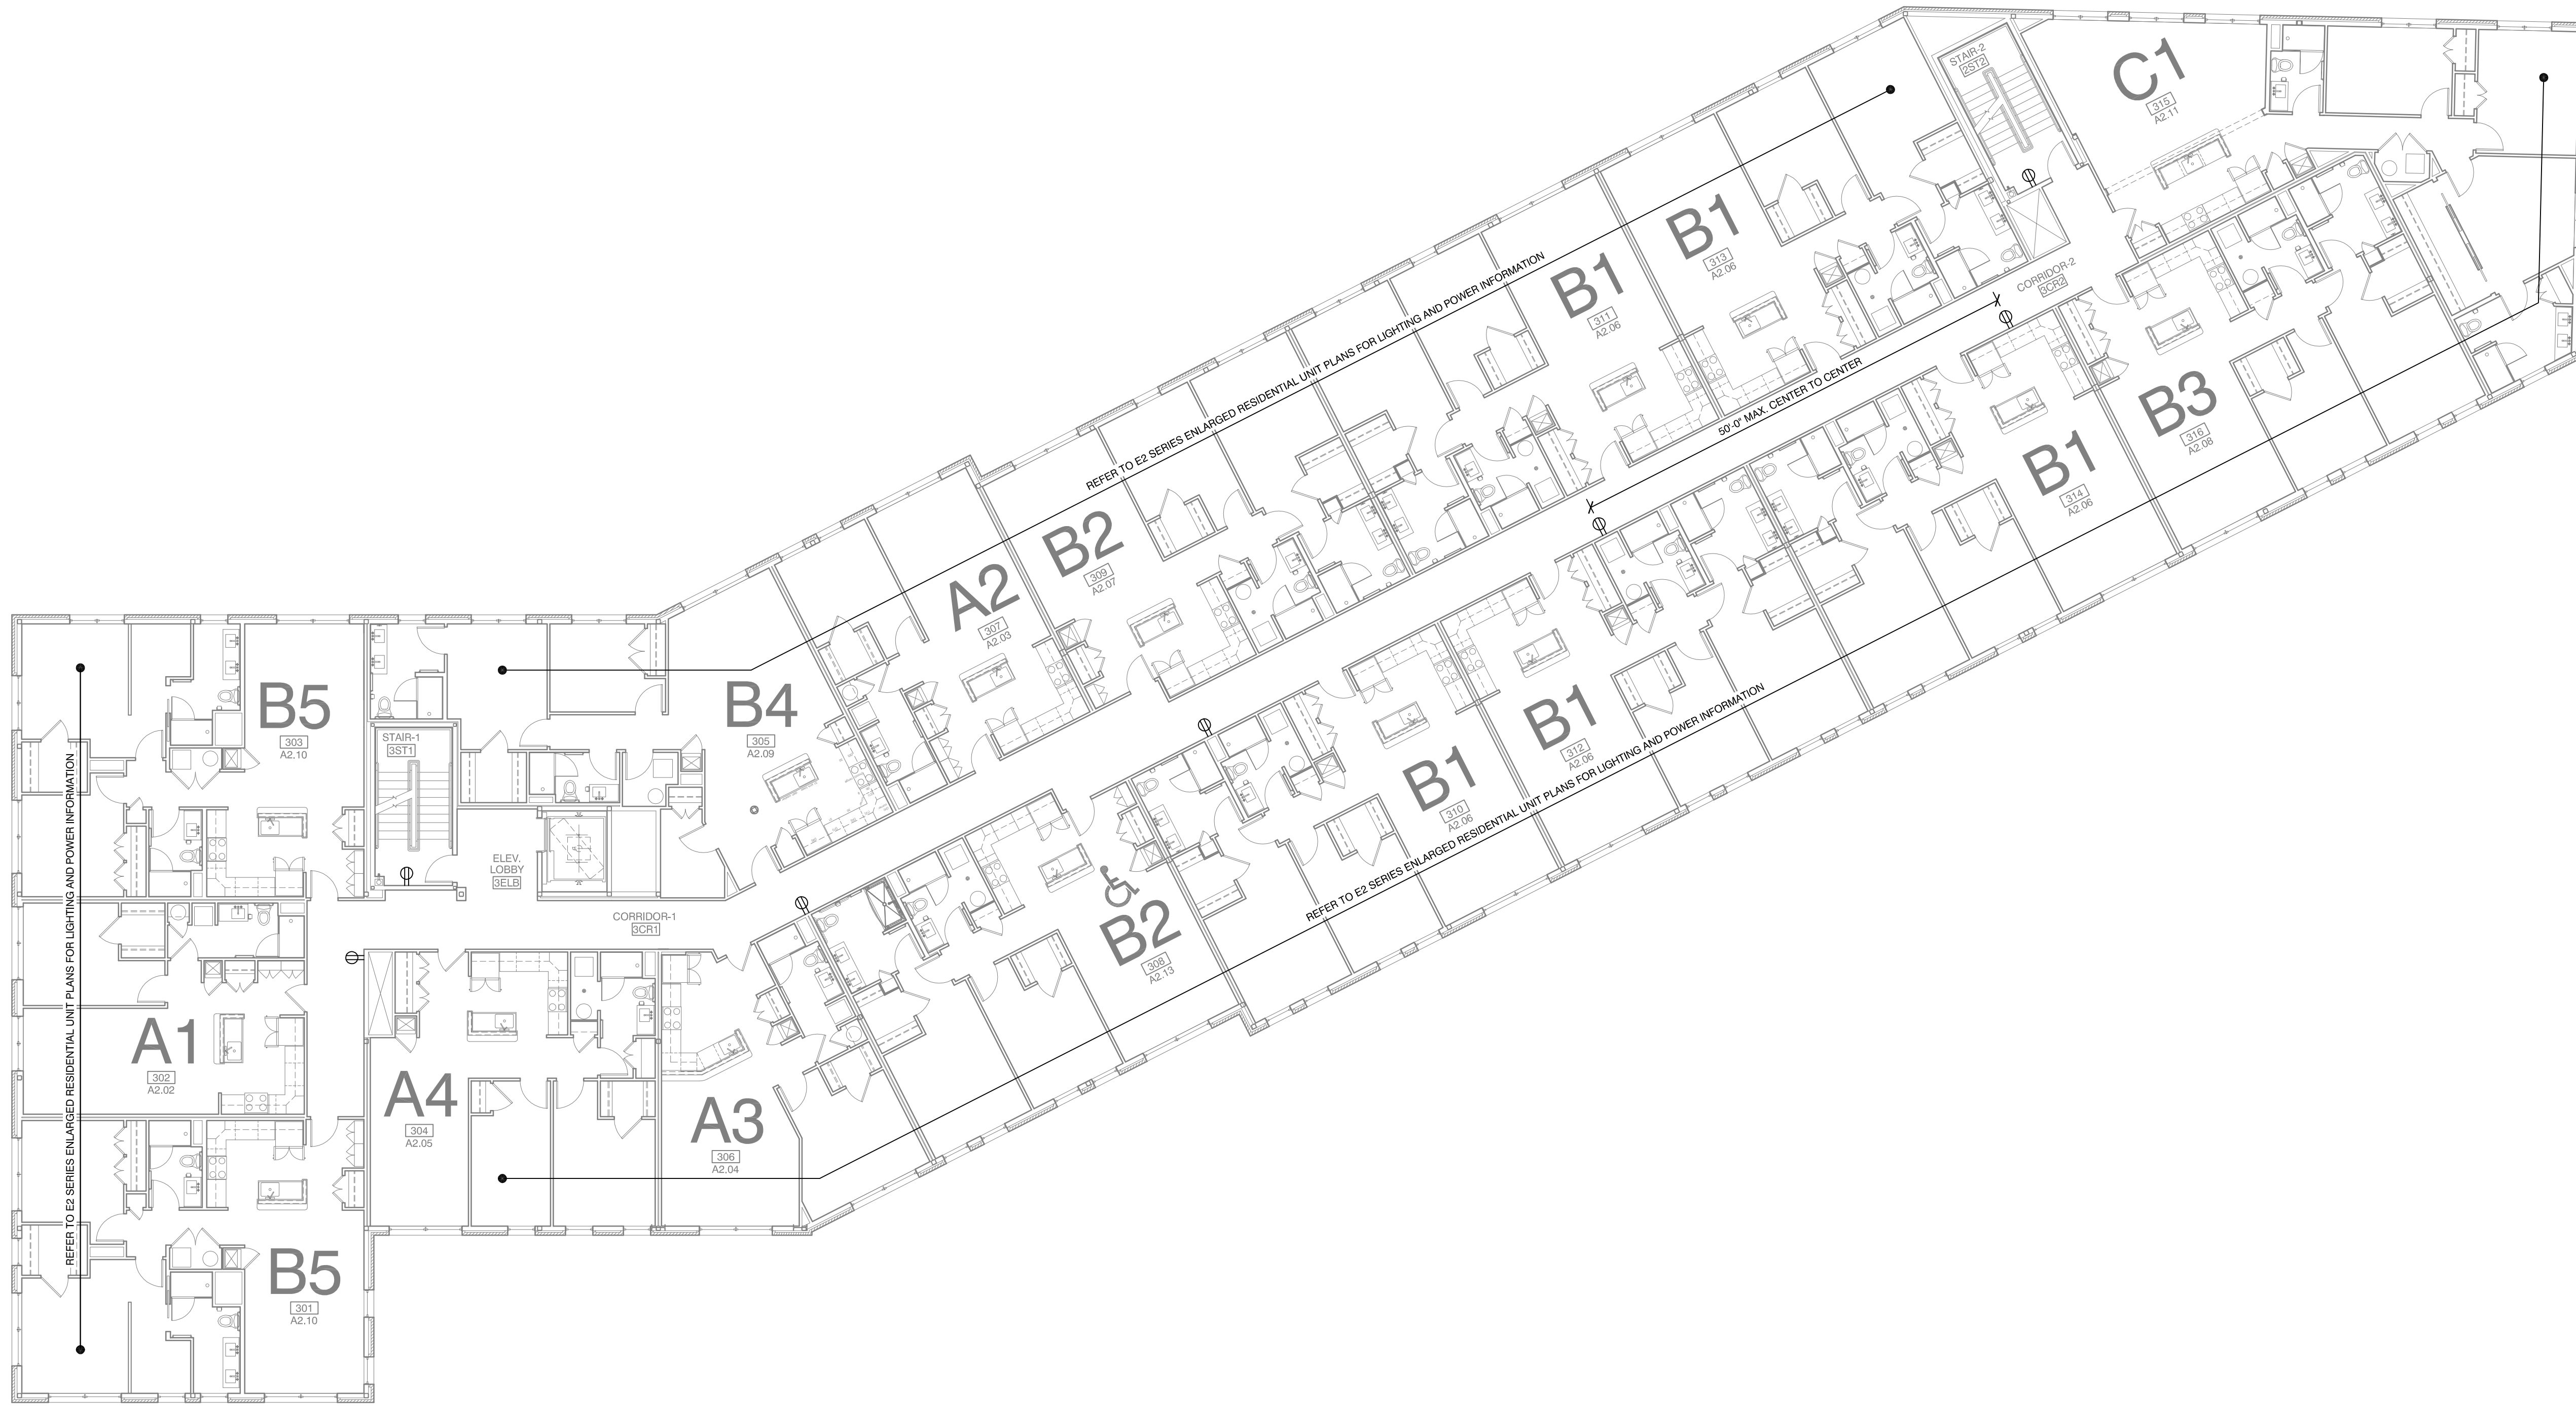 STAIR-2
2ST2
C1
315
A2.11
B1
313
A2.06
B1
311
A2.06
CORRIDOR-2
3CR2
REFER TO E2 SERIES ENLARGED RESIDENTIAL UNIT PLANS FOR LIGHTING AND POWER INFORMATION
50'-0" MAX. CENTER TO CENTER
B3
316
A2.08
B1
314
A2.06
B2
309
A2.07
A2
307
A2.03
B4
305
A2.09
B5
303
A2.10
STAIR-1
3ST1
B1
312
A2.06
B1
310
A2.06
REFER TO E2 SERIES ENLARGED RESIDENTIAL UNIT PLANS FOR LIGHTING AND POWER INFORMATION
ELEV.
LOBBY
3ELB
CORRIDOR-1
3CR1
B2
308
A2.13
REFER TO E2 SERIES ENLARGED RESIDENTIAL UNIT PLANS FOR LIGHTING AND POWER INFORMATION
A1
302
A2.02
A4
304
A2.05
A3
306
A2.04
B5
301
A2.10